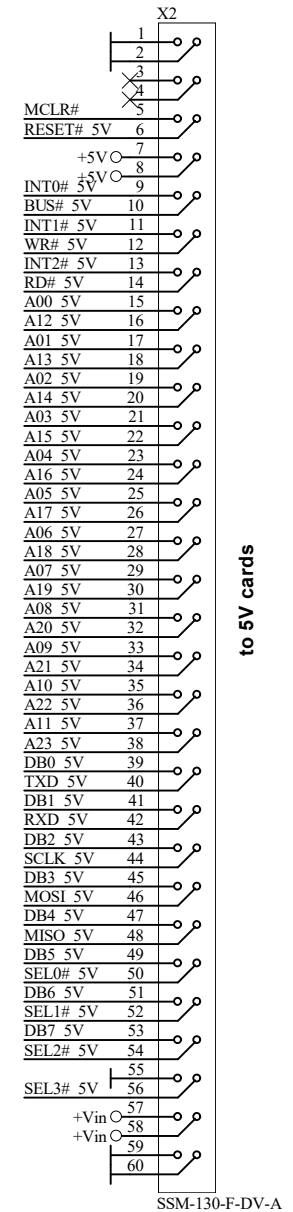 X2
1
2
3
4
MCLR# 5
RESET# 5V 6
+5V 7
+5V 8
INT0# 5V 9
BUS# 5V 10
INT1# 5V 11
WR# 5V 12
INT2# 5V 13
RD# 5V 14
A00 5V 15
A12 5V 16
A01 5V 17
A13 5V 18
A02 5V 19
A14 5V 20
A03 5V 21
A15 5V 22
A04 5V 23
A16 5V 24
A05 5V 25
A17 5V 26
A06 5V 27
A18 5V 28
A07 5V 29
A19 5V 30
A08 5V 31
A20 5V 32
A09 5V 33
A21 5V 34
A10 5V 35
A22 5V 36
A11 5V 37
A23 5V 38
DB0 5V 39
TXD 5V 40
DB1 5V 41
RXD 5V 42
DB2 5V 43
SCLK 5V 44
DB3 5V 45
MOSI 5V 46
DB4 5V 47
MISO 5V 48
DB5 5V 49
SEL0# 5V 50
DB6 5V 51
SEL1# 5V 52
DB7 5V 53
SEL2# 5V 54
55
SEL3# 5V 56
+Vin 57
+Vin 58
59
60
to 5V cards
SSM-130-F-DV-A